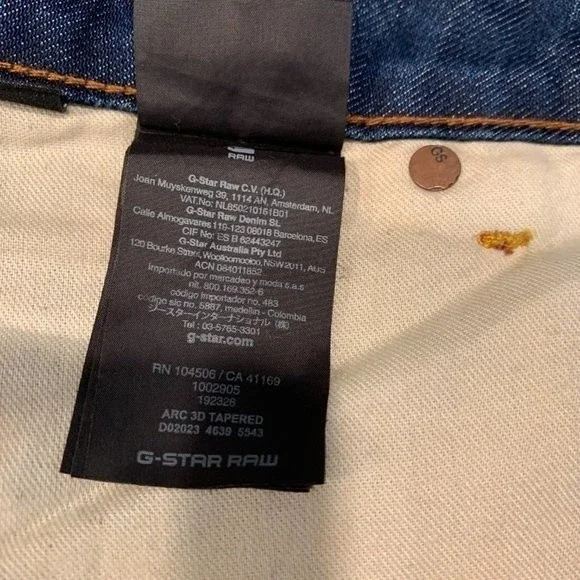 RAW
G-Star Raw C.V. (H.Q.)
Joan Muyskenweg 39, 1114 AN, Amsterdam, NL
VAT.No: NL850210161B01
G-Star Raw Denim SL
Calle Almogavares 119-123 08018 Barcelona, ES
CIF No: ES B 62443247
G-Star Australia Pty Ltd
120 Bourke Street, Woolloomooloo, NSW2011, Aus
ACN 084011852
Importado por mercadeo y moda s.a.s
nit. 800.169.352-6
código importador no. 483
código sic no. 5887, medellin - Colombia
ジースターインターナショナル (株)
Tel : 03-5765-3301
g-star.com
RN 104506 / CA 41169
1002905
192328
ARC 3D TAPERED
D02023 4639 5543
G-STAR RAW
GS